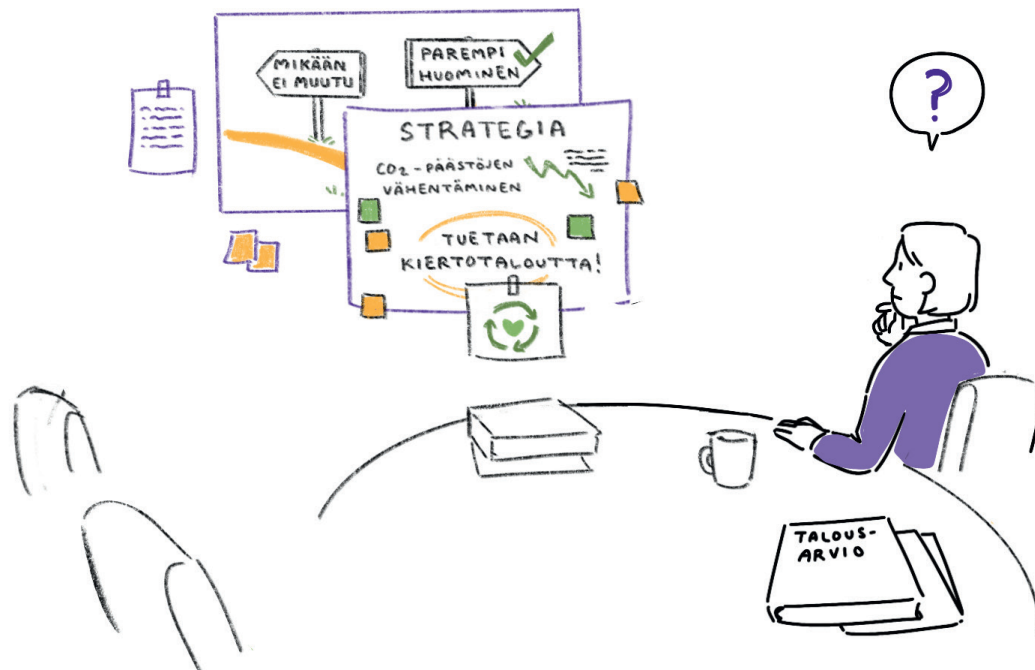 MIKÄÄN
EI MUUTU
PAREMPI
HUOMINEN
STRATEGIA
CO2-PÄÄSTÖJEN
VÄHENTÄMINEN
TUETAAN
KIERTOTALOUTTA!
?
TALOUS-
ARVIO